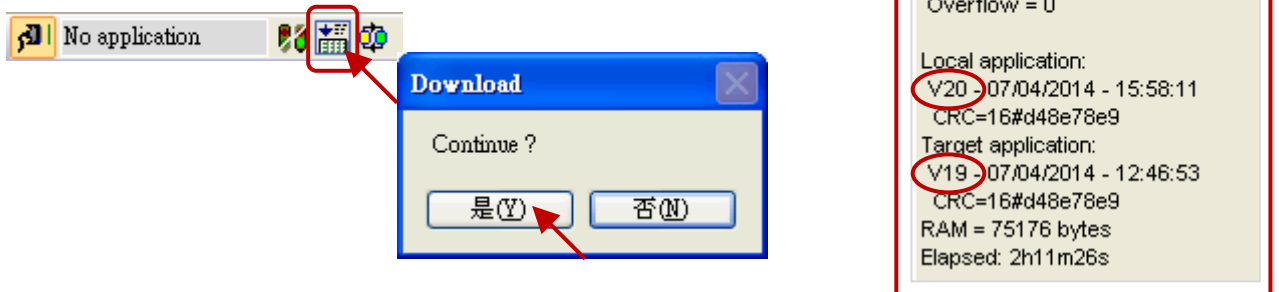 No application
Download
Continue ?
是(Y)
否(N)
Overflow = 0
Local application:
V20 - 07/04/2014 - 15:58:11
CRC=16#d48e78e9
Target application:
V19 - 07/04/2014 - 12:46:53
CRC=16#d48e78e9
RAM = 75176 bytes
Elapsed: 2h11m26s